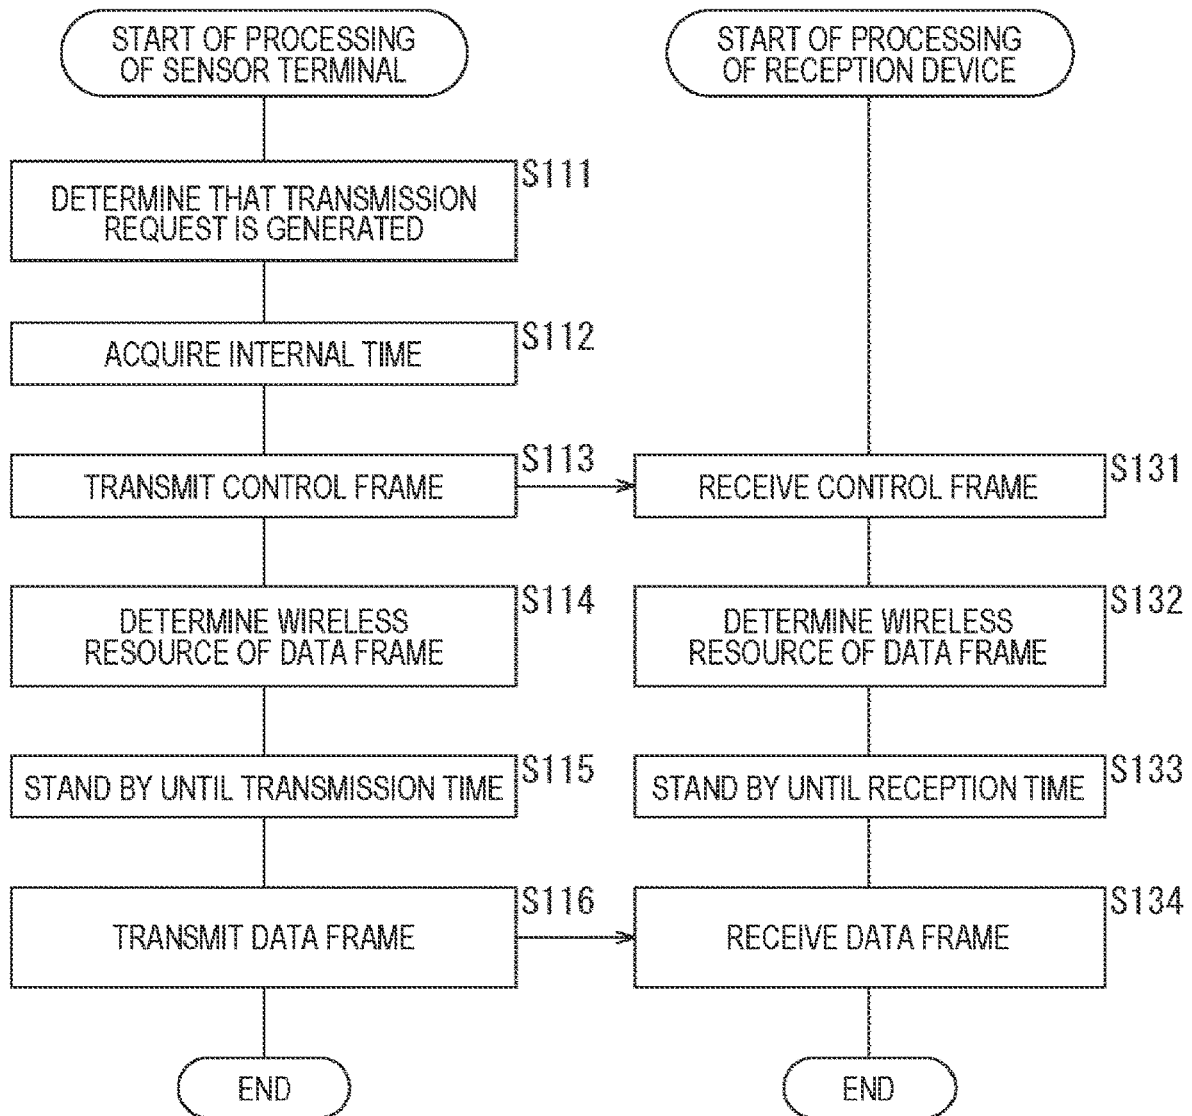 START OF PROCESSING
OF SENSOR TERMINAL
S111
DETERMINE THAT TRANSMISSION
REQUEST IS GENERATED
S112
ACQUIRE INTERNAL TIME
S113
TRANSMIT CONTROL FRAME
S114
DETERMINE WIRELESS
RESOURCE OF DATA FRAME
S115
STAND BY UNTIL TRANSMISSION TIME
S116
TRANSMIT DATA FRAME
END
START OF PROCESSING
OF RECEPTION DEVICE
S131
RECEIVE CONTROL FRAME
S132
DETERMINE WIRELESS
RESOURCE OF DATA FRAME
S133
STAND BY UNTIL RECEPTION TIME
S134
RECEIVE DATA FRAME
END